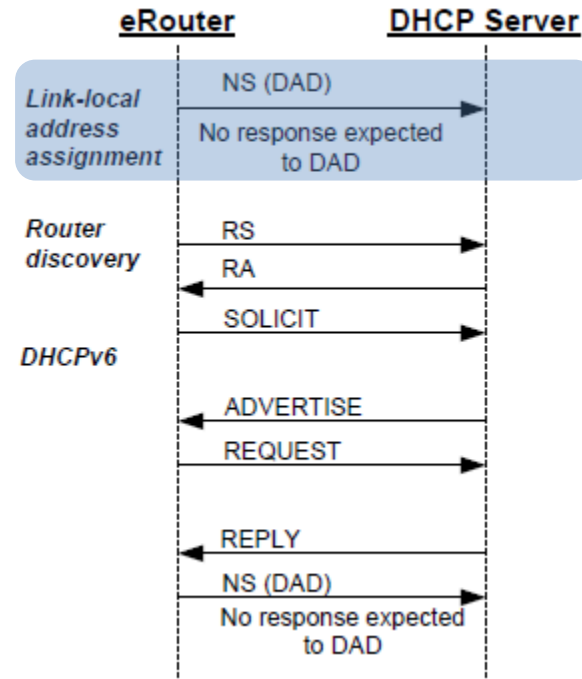 eRouter
DHCP Server
Link-local
address
assignment
NS (DAD)
No response expected
to DAD
Router
discovery
RS
RA
SOLICIT
DHCPv6
ADVERTISE
REQUEST
REPLY
NS (DAD)
No response expected
to DAD